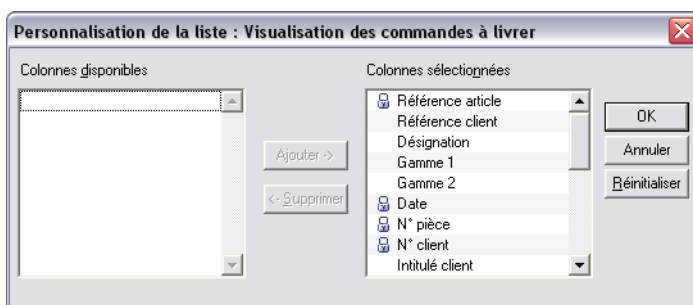 Personnalisation de la liste : Visualisation des commandes à livrer
Colonnes disponibles
Colonnes sélectionnées
Référence article
Référence client
Désignation
Gamme 1
Gamme 2
Date
N° pièce
N° client
Intitulé client
Ajouter ->
<- Supprimer
OK
Annuler
Réinitialiser